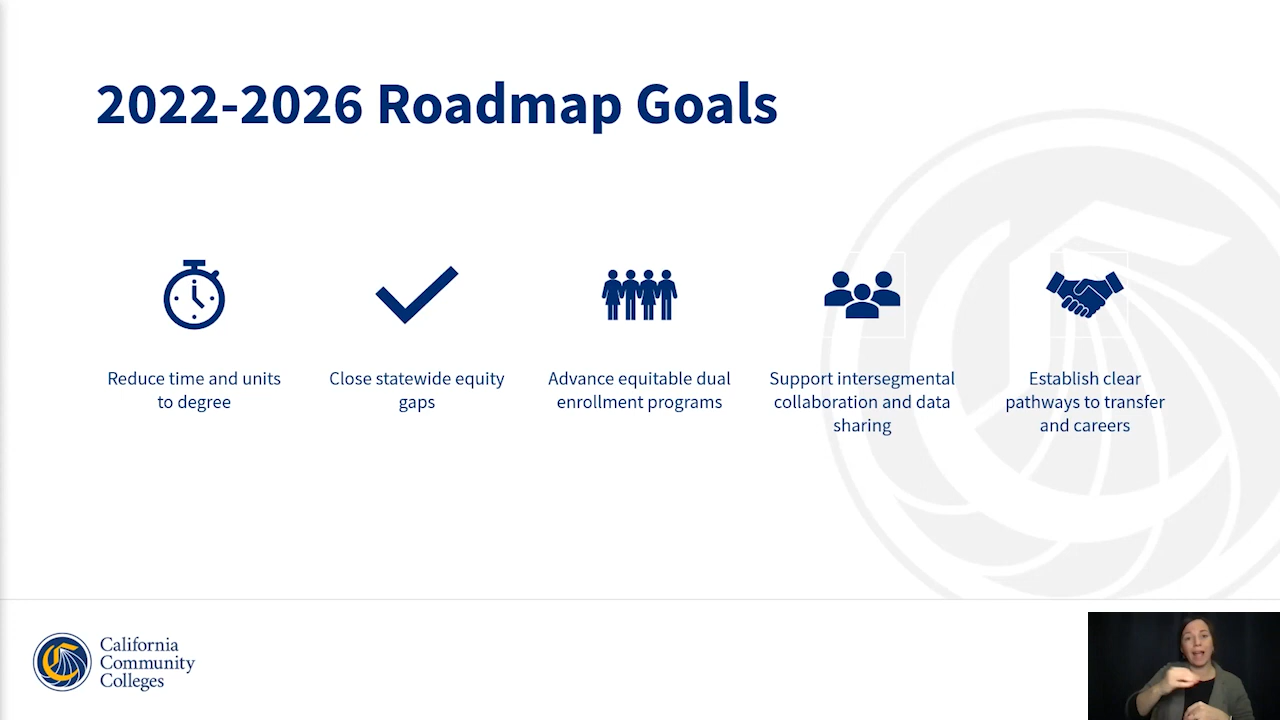 2022-2026 Roadmap Goals
Reduce time and units
to degree
Close statewide equity
gaps
Advance equitable dual
enrollment programs
Support intersegmental
collaboration and data
sharing
Establish clear
pathways to transfer
and careers
California
Community
Colleges